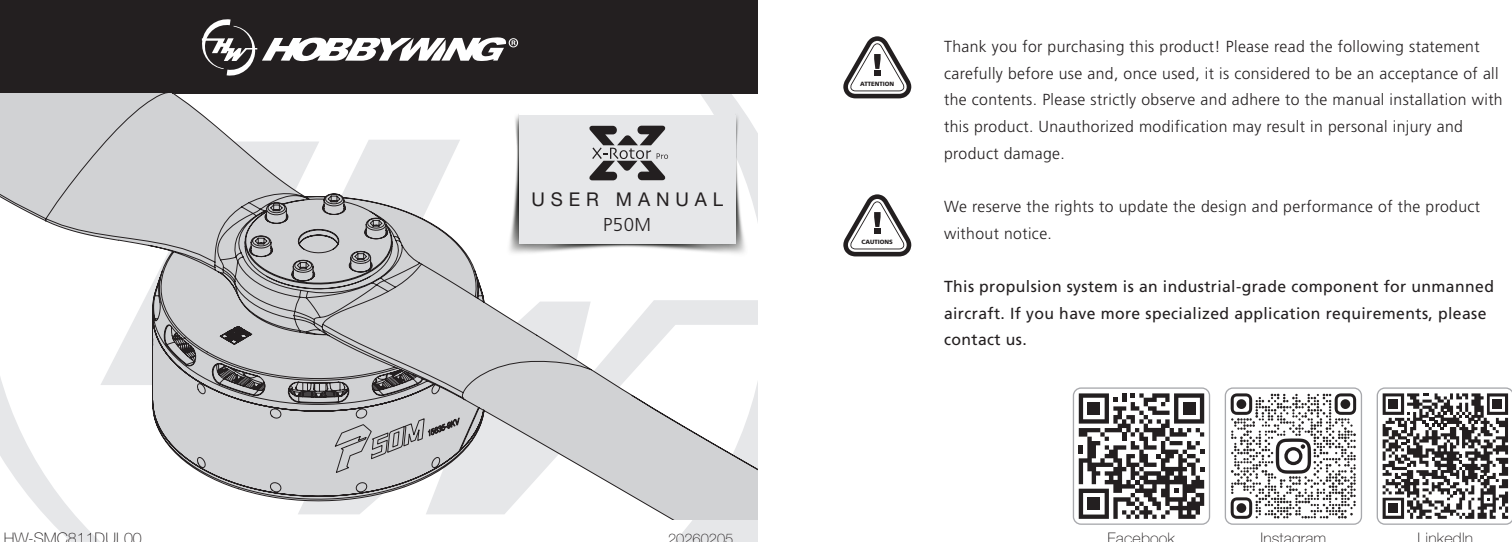 HW HOBBYWING®
X-Rotor Pro
USER MANUAL
P50M
P50M 15835-9KV
HW-SMC811DUL00
20260205
ATTENTION
Thank you for purchasing this product! Please read the following statement
carefully before use and, once used, it is considered to be an acceptance of all
the contents. Please strictly observe and adhere to the manual installation with
this product. Unauthorized modification may result in personal injury and
product damage.
CAUTIONS
We reserve the rights to update the design and performance of the product
without notice.
This propulsion system is an industrial-grade component for unmanned
aircraft. If you have more specialized application requirements, please
contact us.
Facebook
Instagram
LinkedIn